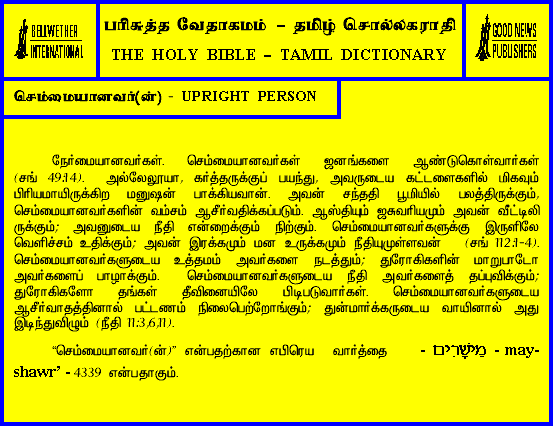 BELLWETHER
INTERNATIONAL
பரிசுத்த வேதாகமம் – தமிழ் சொல்லகராதி
THE HOLY BIBLE – TAMIL DICTIONARY
GOOD NEWS
PUBLISHERS
செம்மையானவர்(ன்) - UPRIGHT PERSON
நேர்மையானவர்கள். செம்மையானவர்கள் ஜனங்களை ஆண்டுகொள்வார்கள்
(சங் 49:14). அல்லேலூயா, கர்த்தருக்குப் பயந்து, அவருடைய கட்டளைகளில் மிகவும்
பிரியமாயிருக்கிற மனுஷன் பாக்கியவான். அவன் சந்ததி பூமியில் பலத்திருக்கும்,
செம்மையானவர்களின் வம்சம் ஆசீர்வதிக்கப்படும். ஆஸ்தியும் ஐசுவரியமும் அவன் வீட்டிலி
ருக்கும்; அவனுடைய நீதி என்றைக்கும் நிற்கும். செம்மையானவர்களுக்கு இருளிலே
வெளிச்சம் உதிக்கும்; அவன் இரக்கமும் மன உருக்கமும் நீதியுமுள்ளவன் (சங் 112:1-4).
செம்மையானவர்களுடைய உத்தமம் அவர்களை நடத்தும்; துரோகிகளின் மாறுபாடோ
அவர்களைப் பாழாக்கும். செம்மையானவர்களுடைய நீதி அவர்களைத் தப்புவிக்கும்;
துரோகிகளோ தங்கள் தீவினையிலே பிடிபடுவார்கள். செம்மையானவர்களுடைய
ஆசீர்வாதத்தினால் பட்டணம் நிலைபெற்றோங்கும்; துன்மார்க்கருடைய வாயினால் அது
இடிந்துவிழும் (நீதி 11:3,6,11).
“செம்மையானவர்(ன்)” என்பதற்கான எபிரெய வார்த்தை - מֵישָׁרִים - may-
shawr’ - 4339 என்பதாகும்.